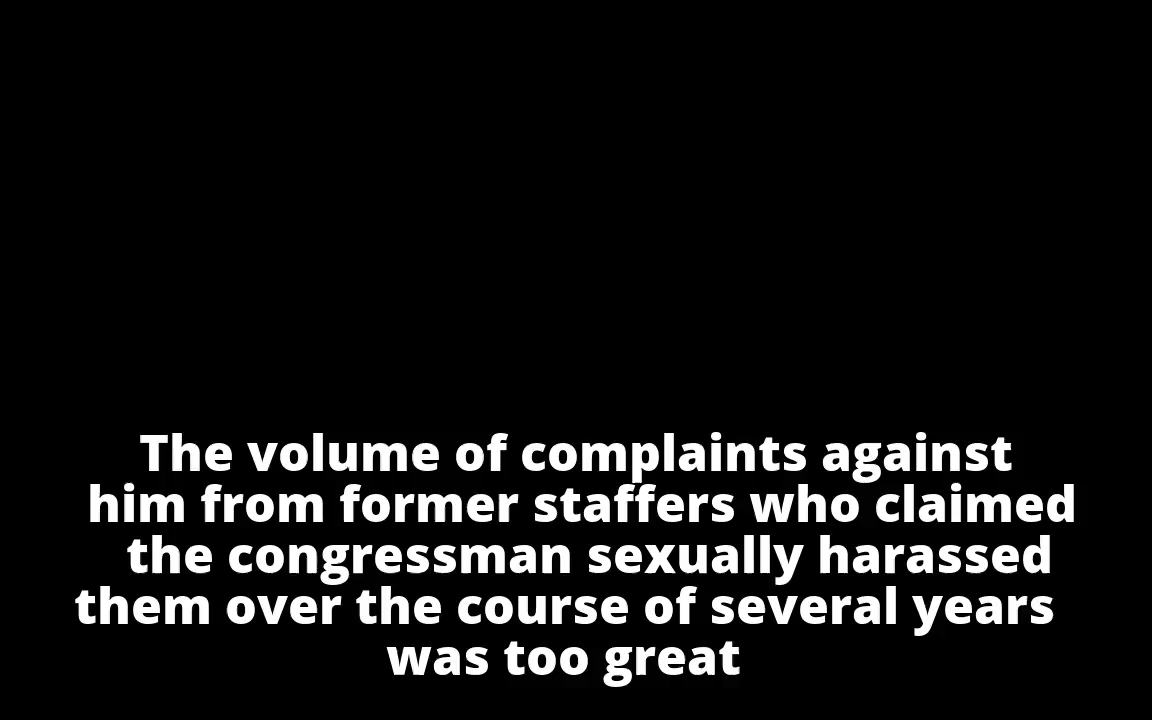 The volume of complaints against
him from former staffers who claimed
the congressman sexually harassed
them over the course of several years
was too great